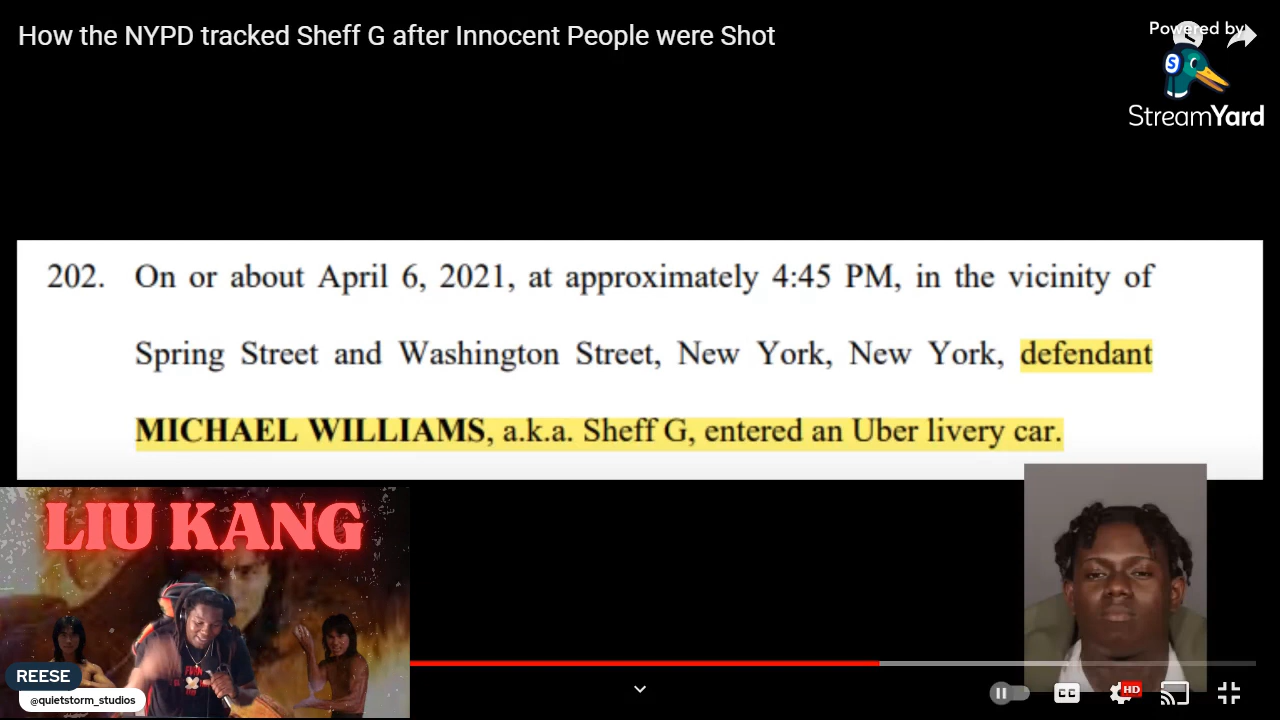 How the NYPD tracked Sheff G after Innocent People were Shot
Powered by
StreamYard
202. On or about April 6, 2021, at approximately 4:45 PM, in the vicinity of
Spring Street and Washington Street, New York, New York, defendant
MICHAEL WILLIAMS, a.k.a. Sheff G, entered an Uber livery car.
LIU KANG
REESE
@quietstorm_studios
CC
HD